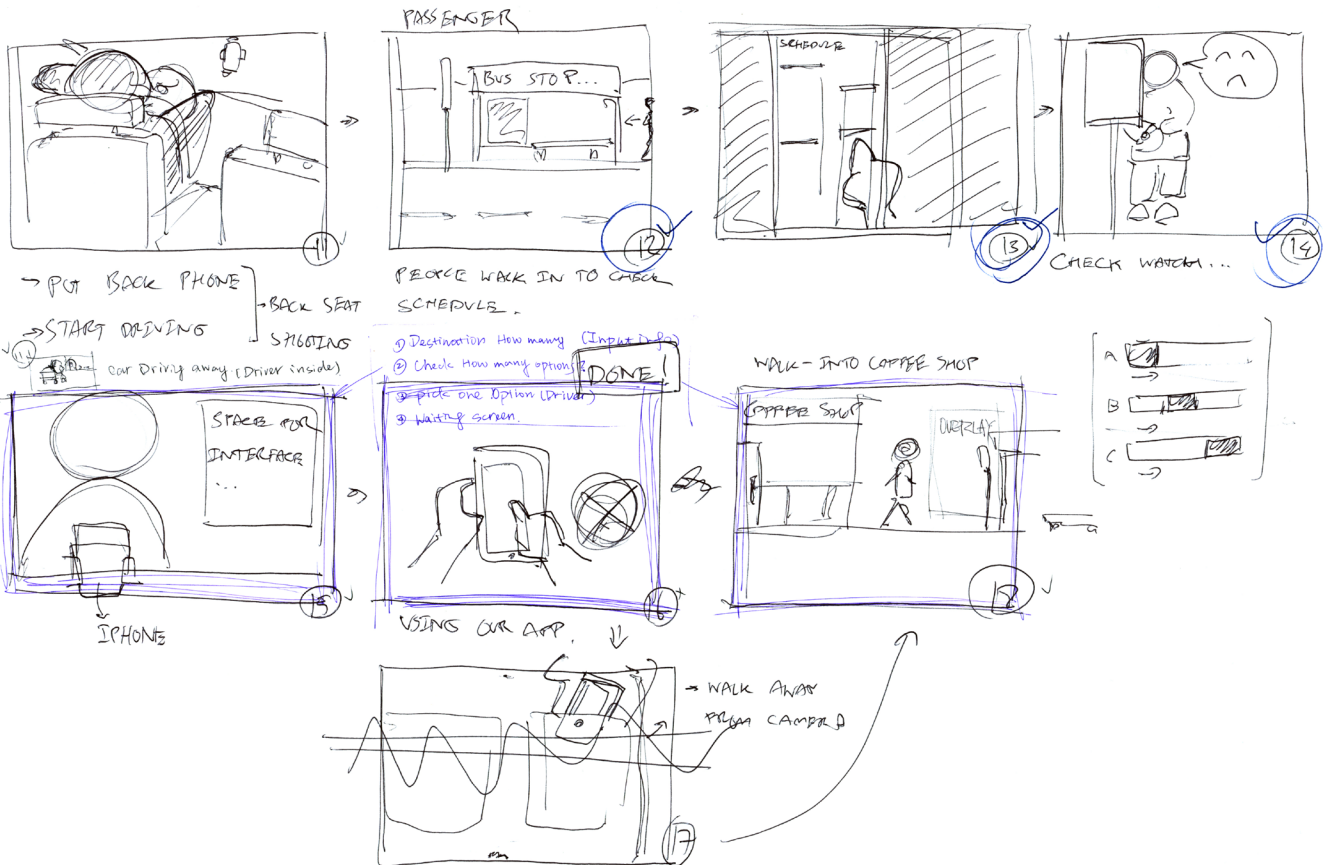 PASSENGER
BUS STOP...
SCHEDULE
11
12
13
14
→ PUT BACK PHONE
→ START DRIVING
→ BACK SEAT
SHOOTING
PEOPLE WALK IN TO CHECK
SCHEDULE.
CHECK WATCH...
car Driving away (Driver inside)
① Destination How many (Input Info)
② Check How many options?
③ pick one Option (Driver)
④ Waiting screen.
DONE!
WALK-INTO COFFEE SHOP
A
B
C
SPACE FOR
INTERFACE
...
COFFEE SHOP
OVERLAY
15
16
18
IPHONE
USING OUR APP.
→ WALK AWAY
FROM CAMERA
17